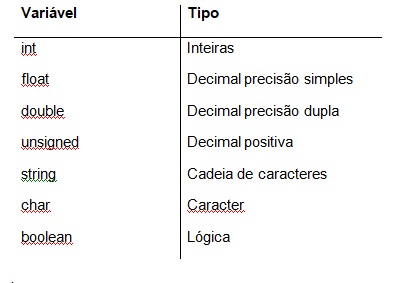 Variável Tipo
int Inteiras
float Decimal precisão simples
double Decimal precisão dupla
unsigned Decimal positiva
string Cadeia de caracteres
char Caracter
boolean Lógica
.